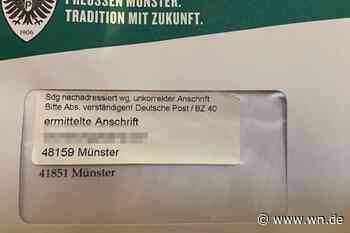 PREUSSEN MÜNSTER.
TRADITION MIT ZUKUNFT.
P
1906
Sdg nachadressiert wg. unkorrekter Anschrift
Bitte Abs. verständigen! Deutsche Post / BZ 40
ermittelte Anschrift
48159 Münster
41851 Münster
© www.wn.de